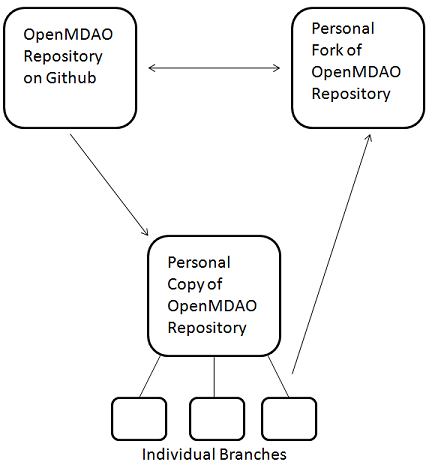 OpenMDAO
Repository
on Github
Personal
Fork of
OpenMDAO
Repository
Personal
Copy of
OpenMDAO
Repository
Individual Branches